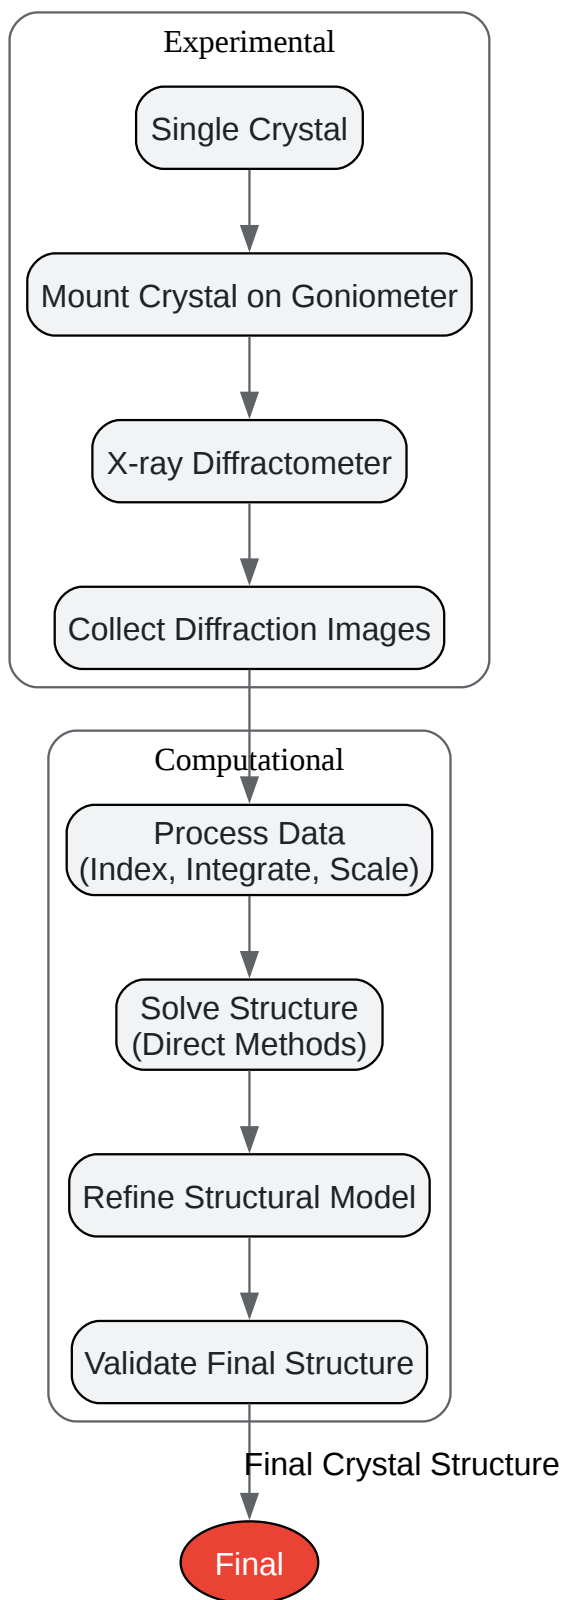 Experimental
Single Crystal
Mount Crystal on Goniometer
X-ray Diffractometer
Collect Diffraction Images
Computational
Process Data
(Index, Integrate, Scale)
Solve Structure
(Direct Methods)
Refine Structural Model
Validate Final Structure
Final Crystal Structure
Final